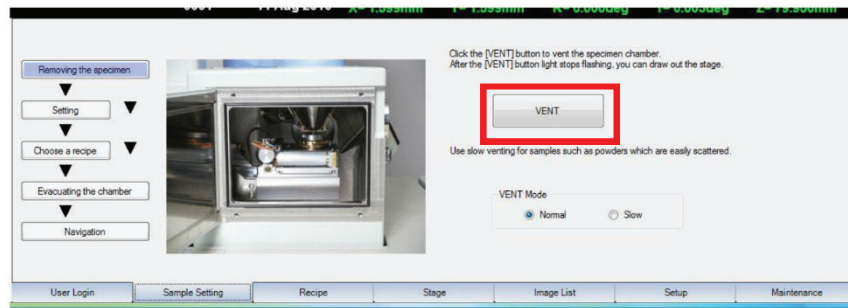 Click the [VENT] button to vent the specimen chamber.
After the [VENT] button light stops flashing, you can draw out the stage.
Removing the specimen
Setting
Choose a recipe
Evacuating the chamber
Navigation
VENT
Use slow venting for samples such as powders which are easily scattered.
VENT Mode
Normal
Slow
User Login
Sample Setting
Recipe
Stage
Image List
Setup
Maintenance